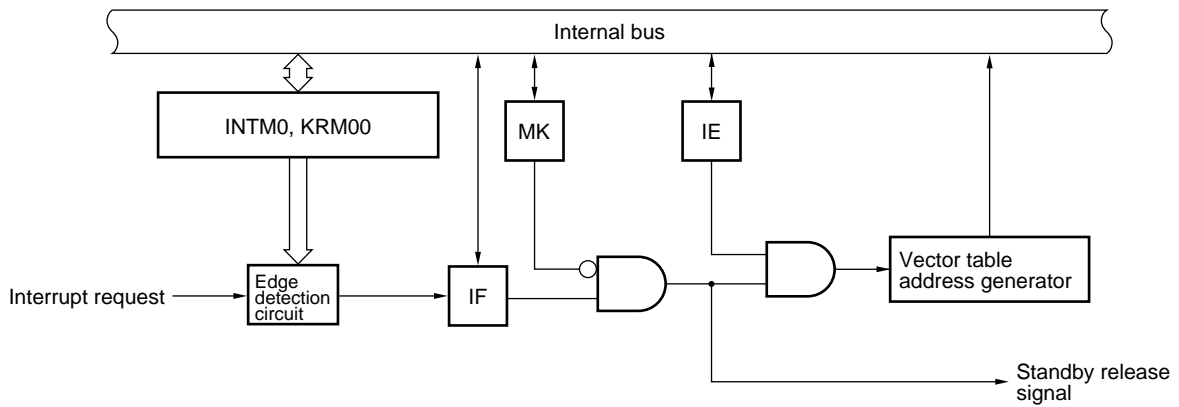 Internal bus
INTM0, KRM00
MK
IE
Interrupt request
Edge
detection
circuit
IF
Vector table
address generator
Standby release
signal